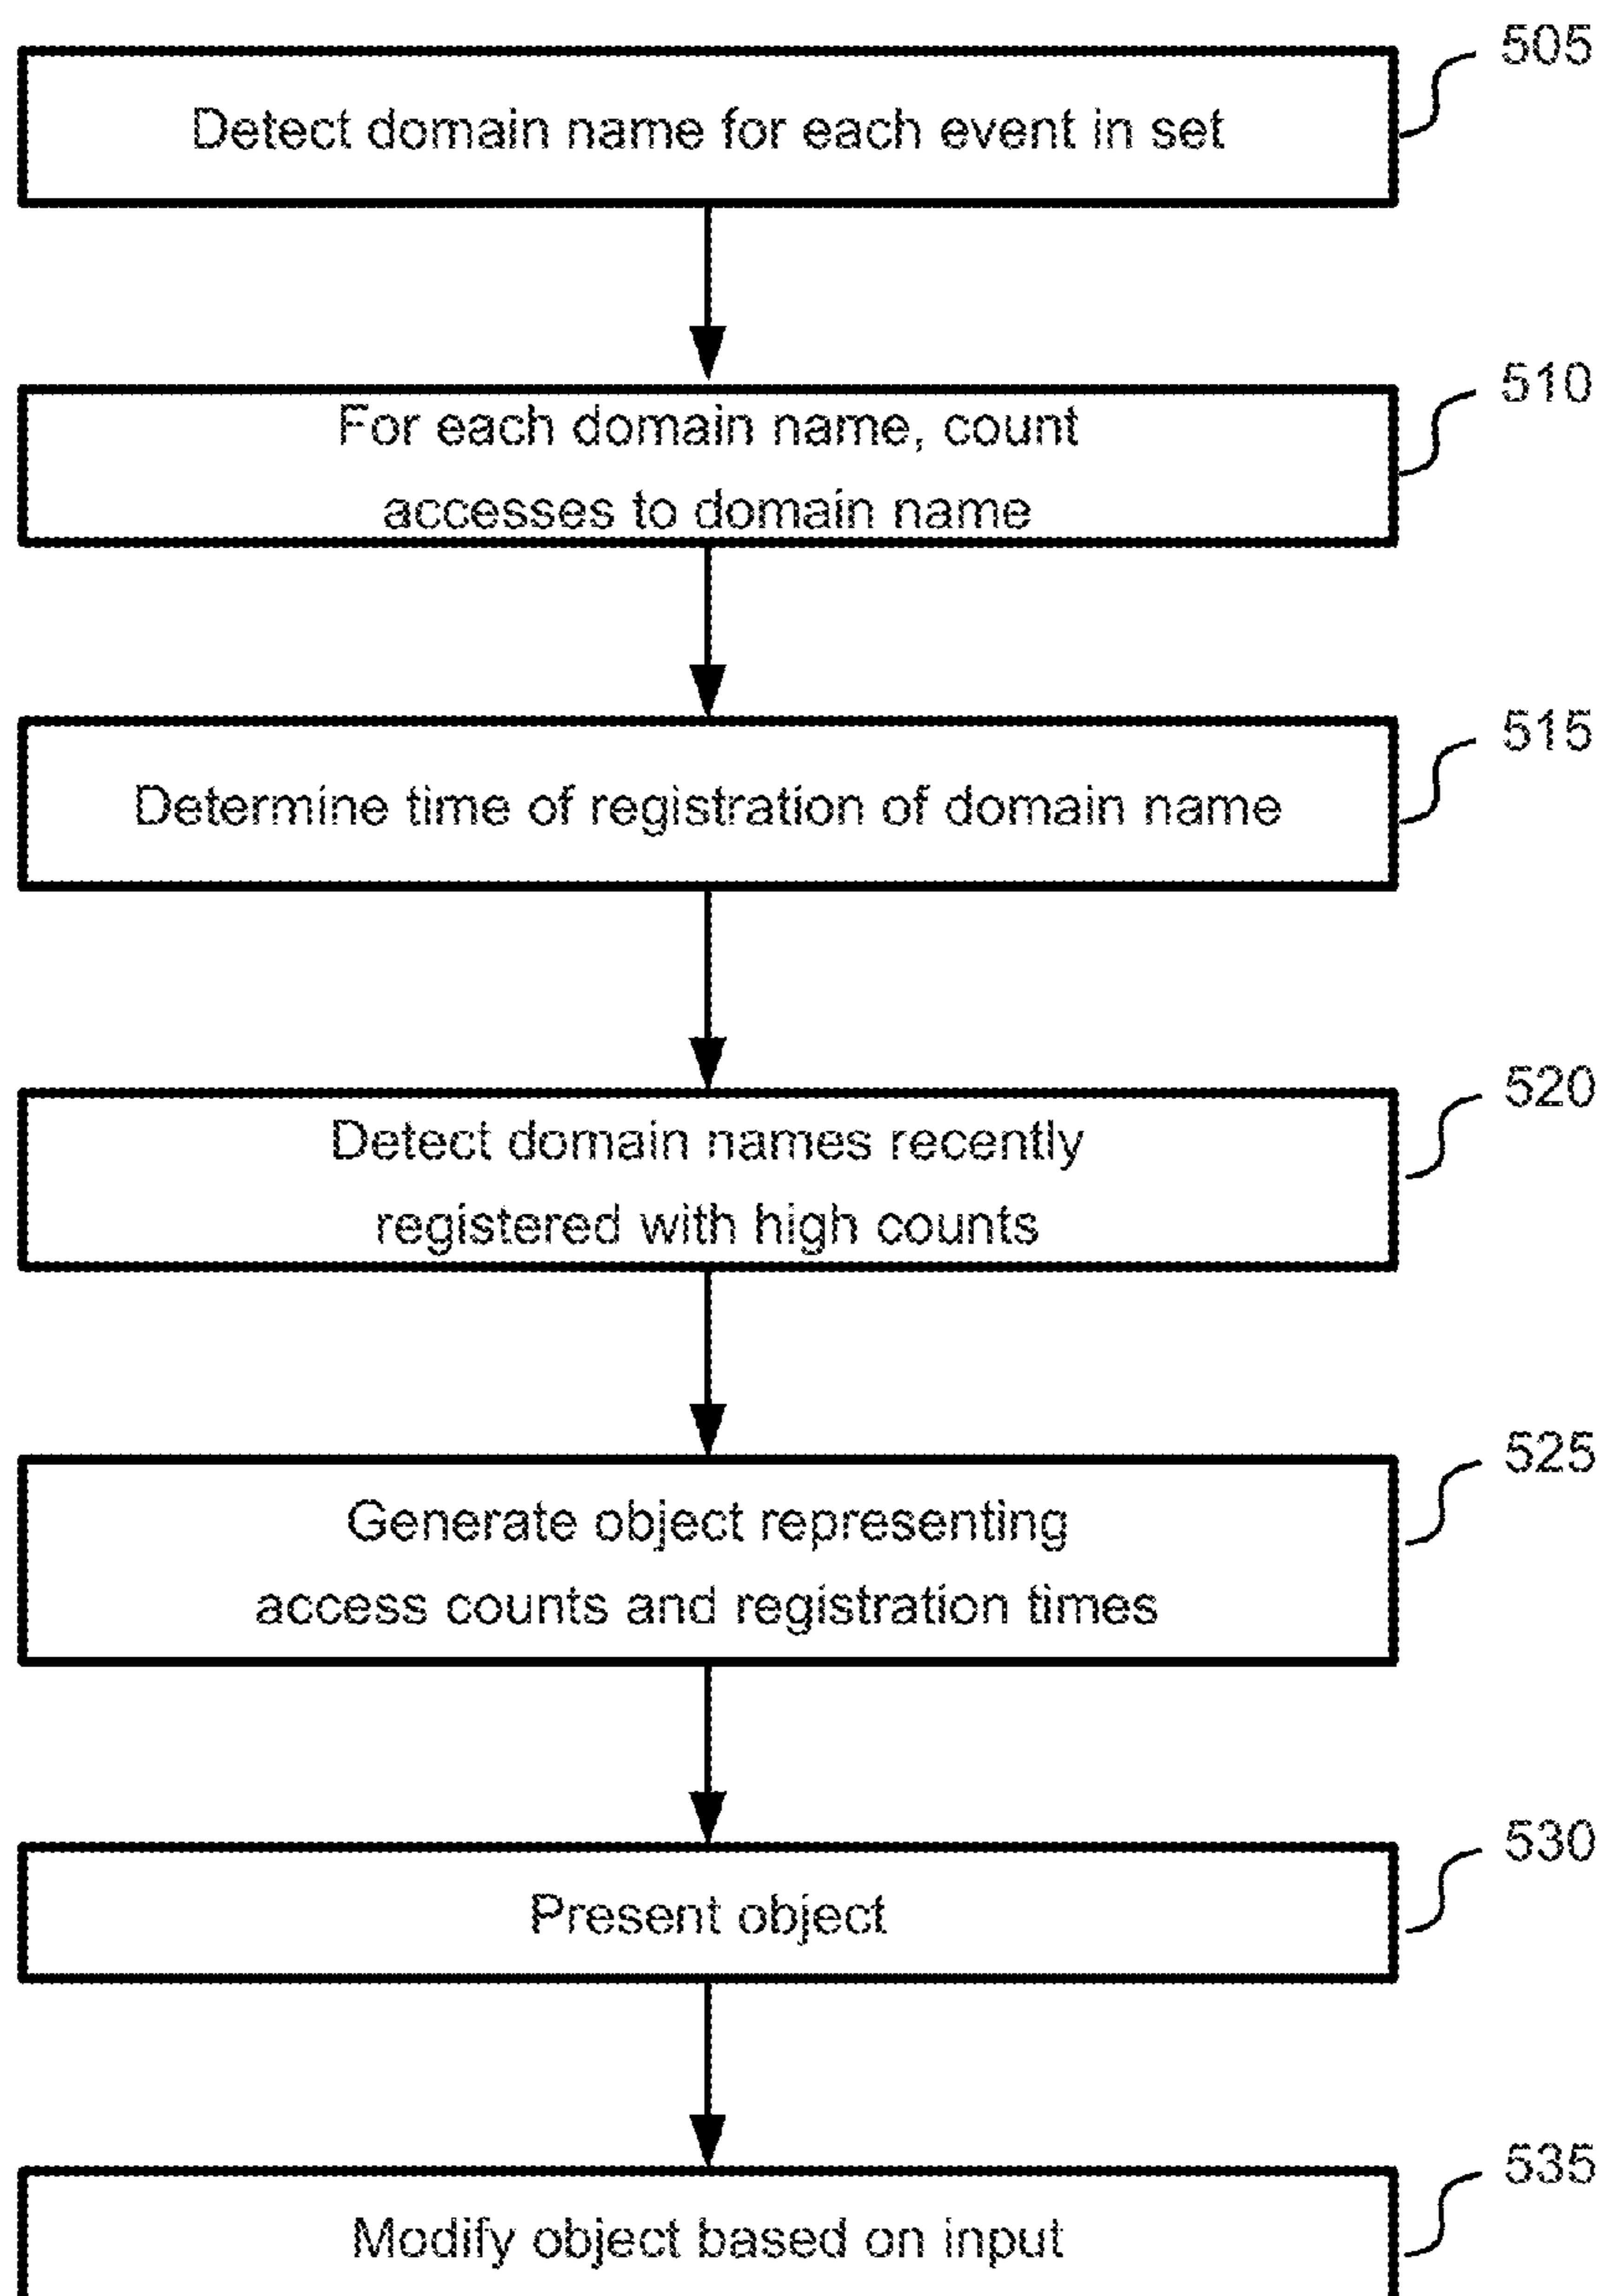 505
Detect domain name for each event in set
510
For each domain name, count
accesses to domain name
515
Determine time of registration of domain name
520
Detect domain names recently
registered with high counts
525
Generate object representing
access counts and registration times
530
Present object
535
Modify object based on input